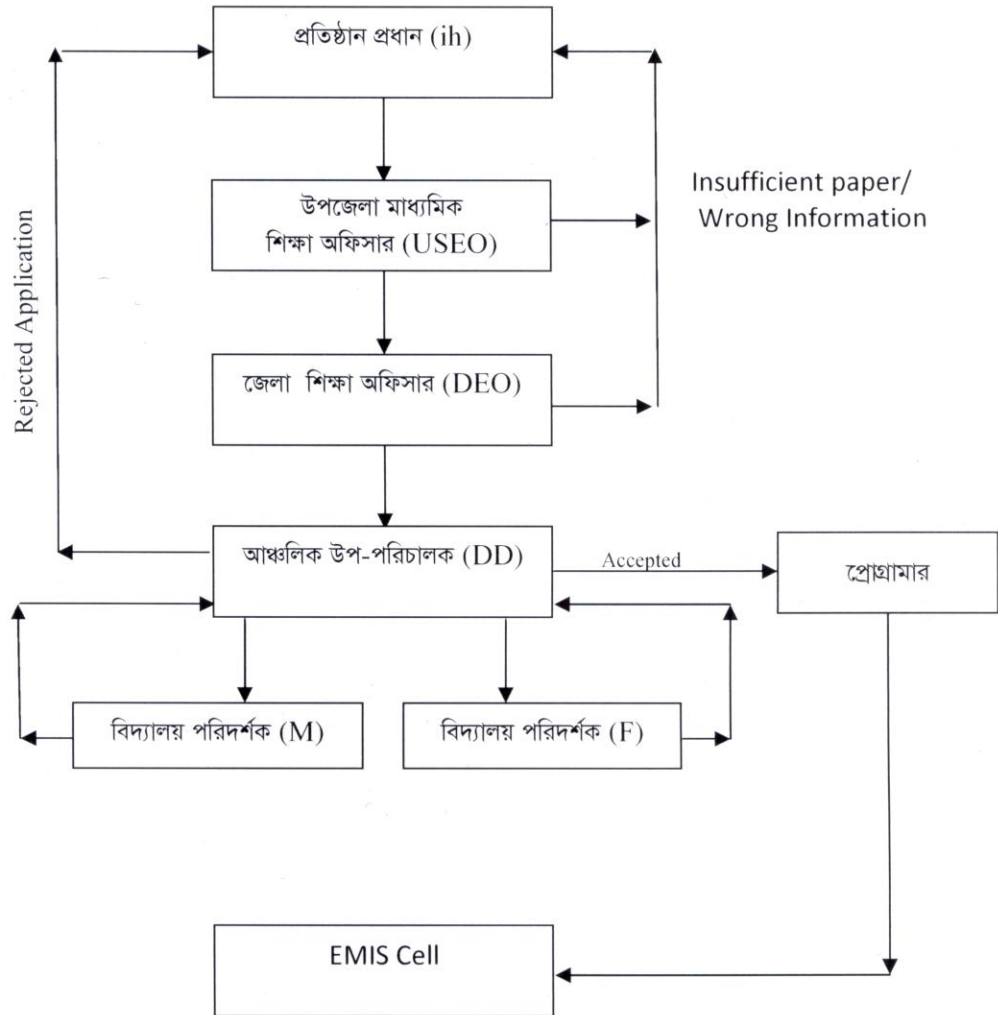 প্রতিষ্ঠান প্রধান (ih)
উপজেলা মাধ্যমিক
শিক্ষা অফিসার (USEO)
Insufficient paper/
Wrong Information
Rejected Application
জেলা শিক্ষা অফিসার (DEO)
আঞ্চলিক উপ-পরিচালক (DD)
Accepted
প্রোগ্রামার
বিদ্যালয় পরিদর্শক (M)
বিদ্যালয় পরিদর্শক (F)
EMIS Cell